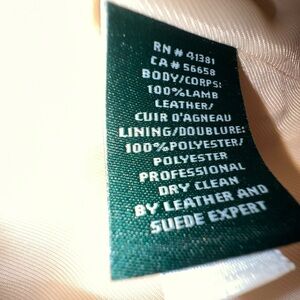 RN # 41381
CA # 56658
BODY/CORPS:
100%LAMB
LEATHER/
CUIR D'AGNEAU
LINING/DOUBLURE:
100%POLYESTER/
POLYESTER
PROFESSIONAL
DRY CLEAN
BY LEATHER AND
SUEDE EXPERT